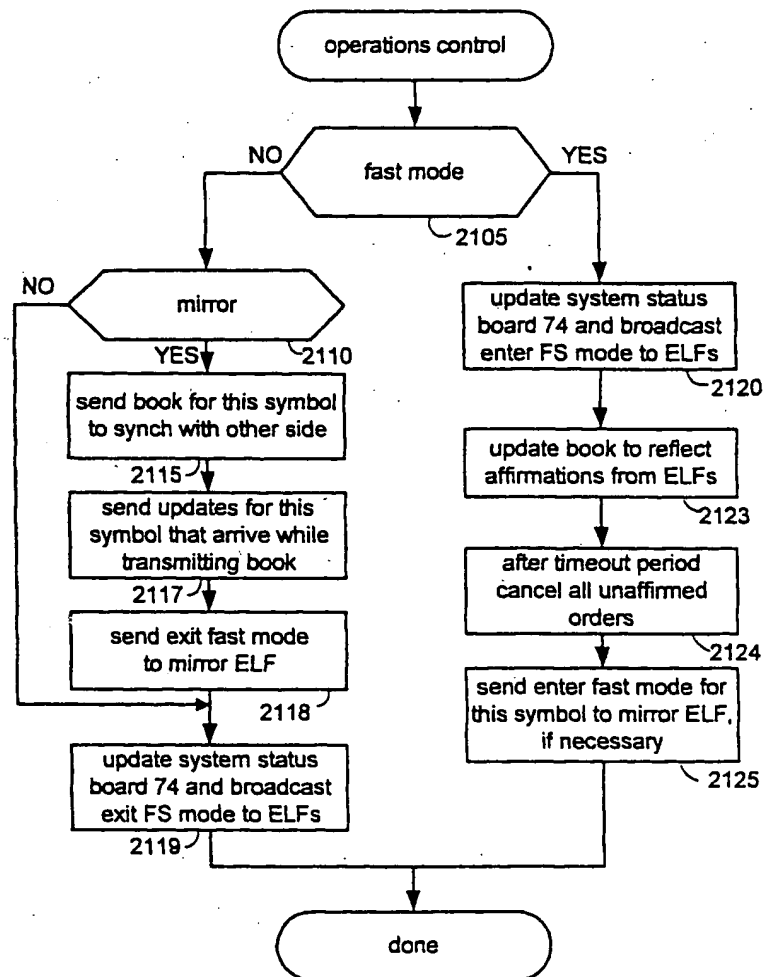 operations control
NO
YES
fast mode
2105
NO
mirror
2110
YES
send book for this symbol
to synch with other side
2115
send updates for this
symbol that arrive while
transmitting book
2117
send exit fast mode
to mirror ELF
2118
update system status
board 74 and broadcast
exit FS mode to ELFs
2119
update system status
board 74 and broadcast
enter FS mode to ELFs
2120
update book to reflect
affirmations from ELFs
2123
after timeout period
cancel all unaffirmed
orders
2124
send enter fast mode for
this symbol to mirror ELF,
if necessary
2125
done